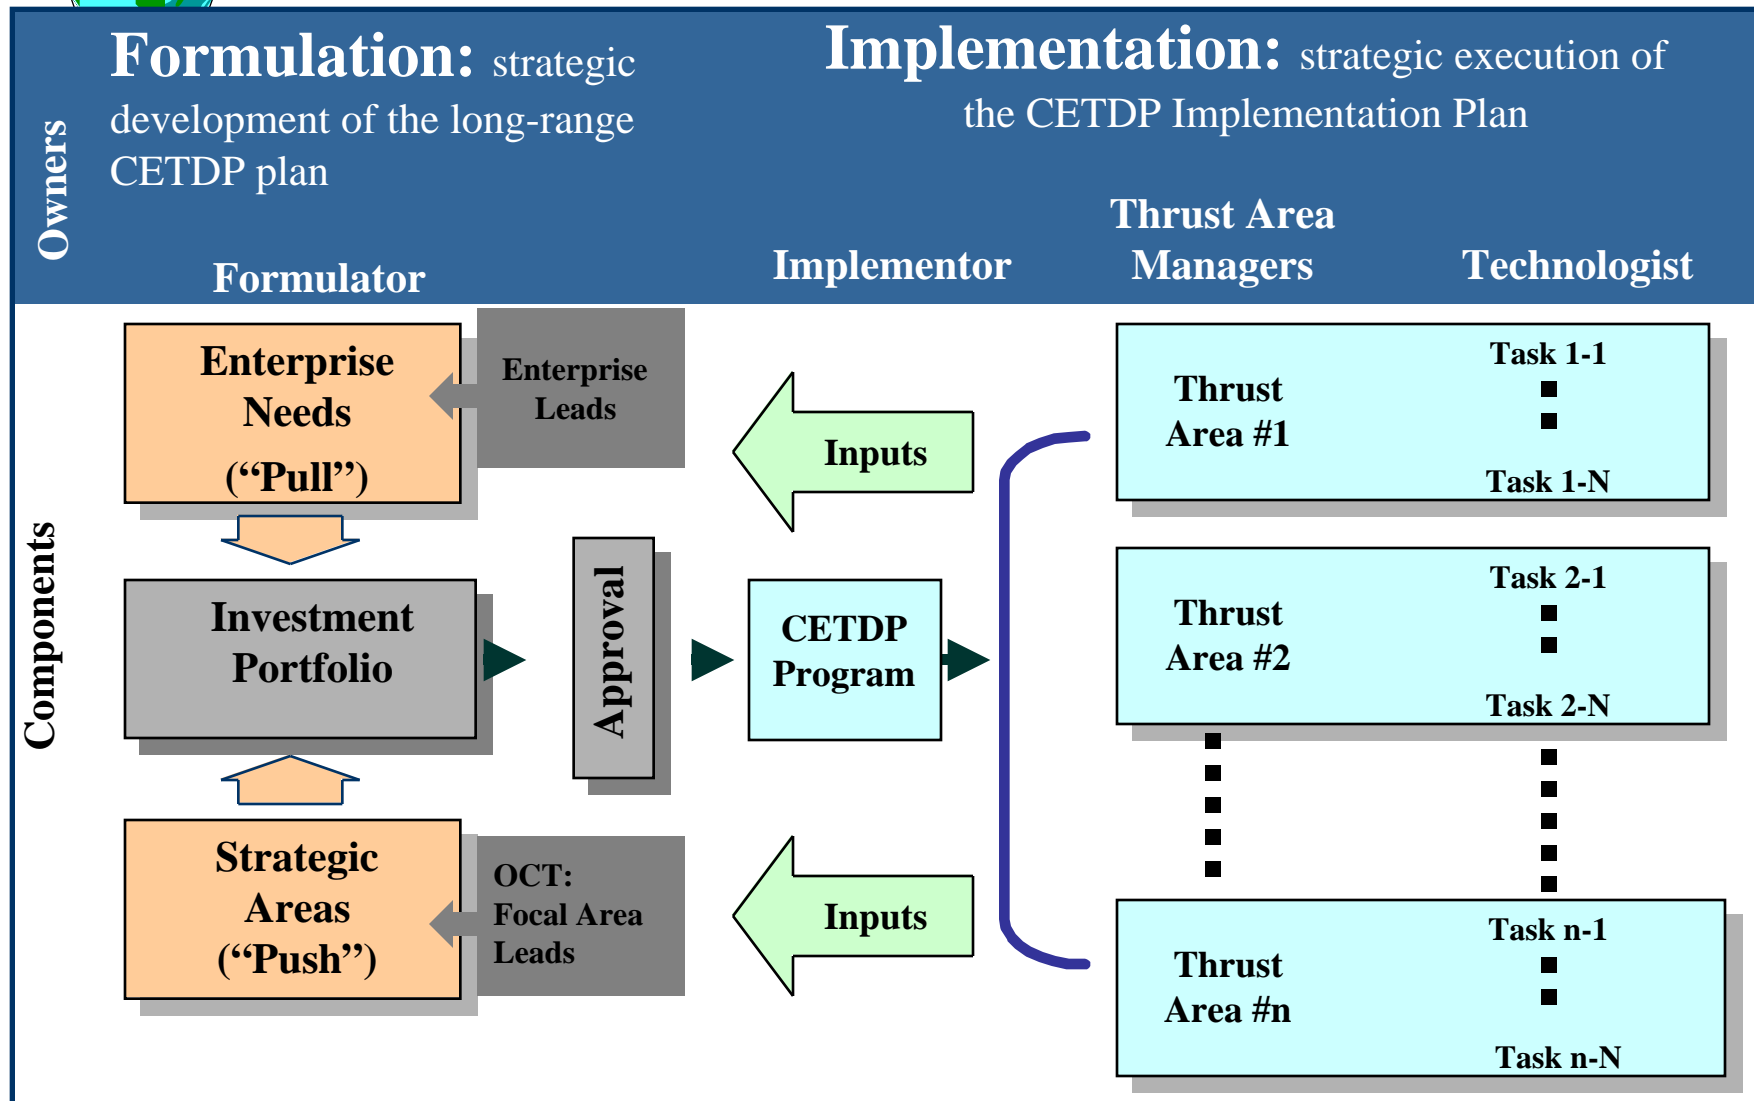 Formulation: strategic
development of the long-range
CETDP plan
Implementation: strategic execution of
the CETDP Implementation Plan
Owners
Formulator
Implementor
Thrust Area
Managers
Technologist
Components
Enterprise
Needs
(“Pull”)
Enterprise
Leads
Inputs
Investment
Portfolio
Approval
CETDP
Program
Strategic
Areas
(“Push”)
OCT:
Focal Area
Leads
Inputs
Thrust
Area #1
Task 1-1
Task 1-N
Thrust
Area #2
Task 2-1
Task 2-N
Thrust
Area #n
Task n-1
Task n-N